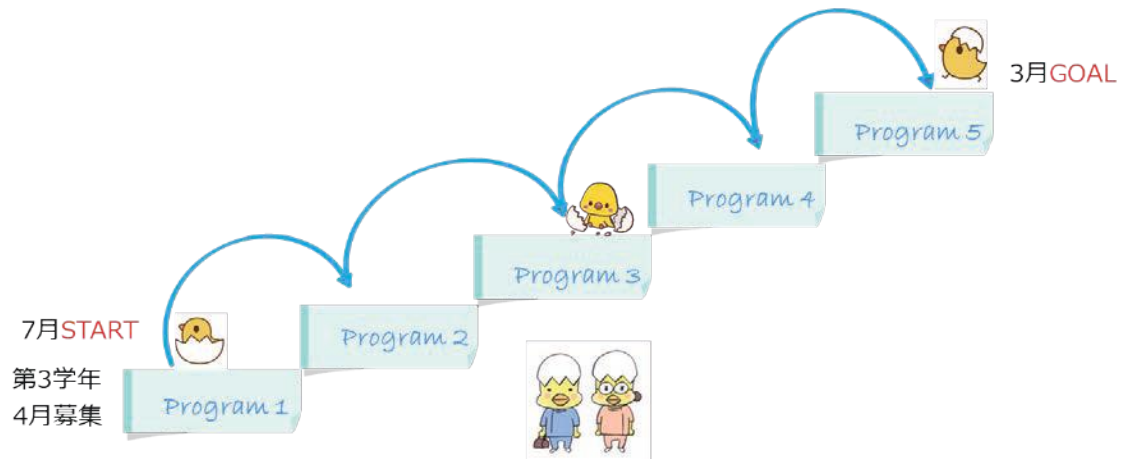 3月GOAL
Program 5
Program 4
Program 3
Program 2
7月START
第3学年
4月募集
Program 1